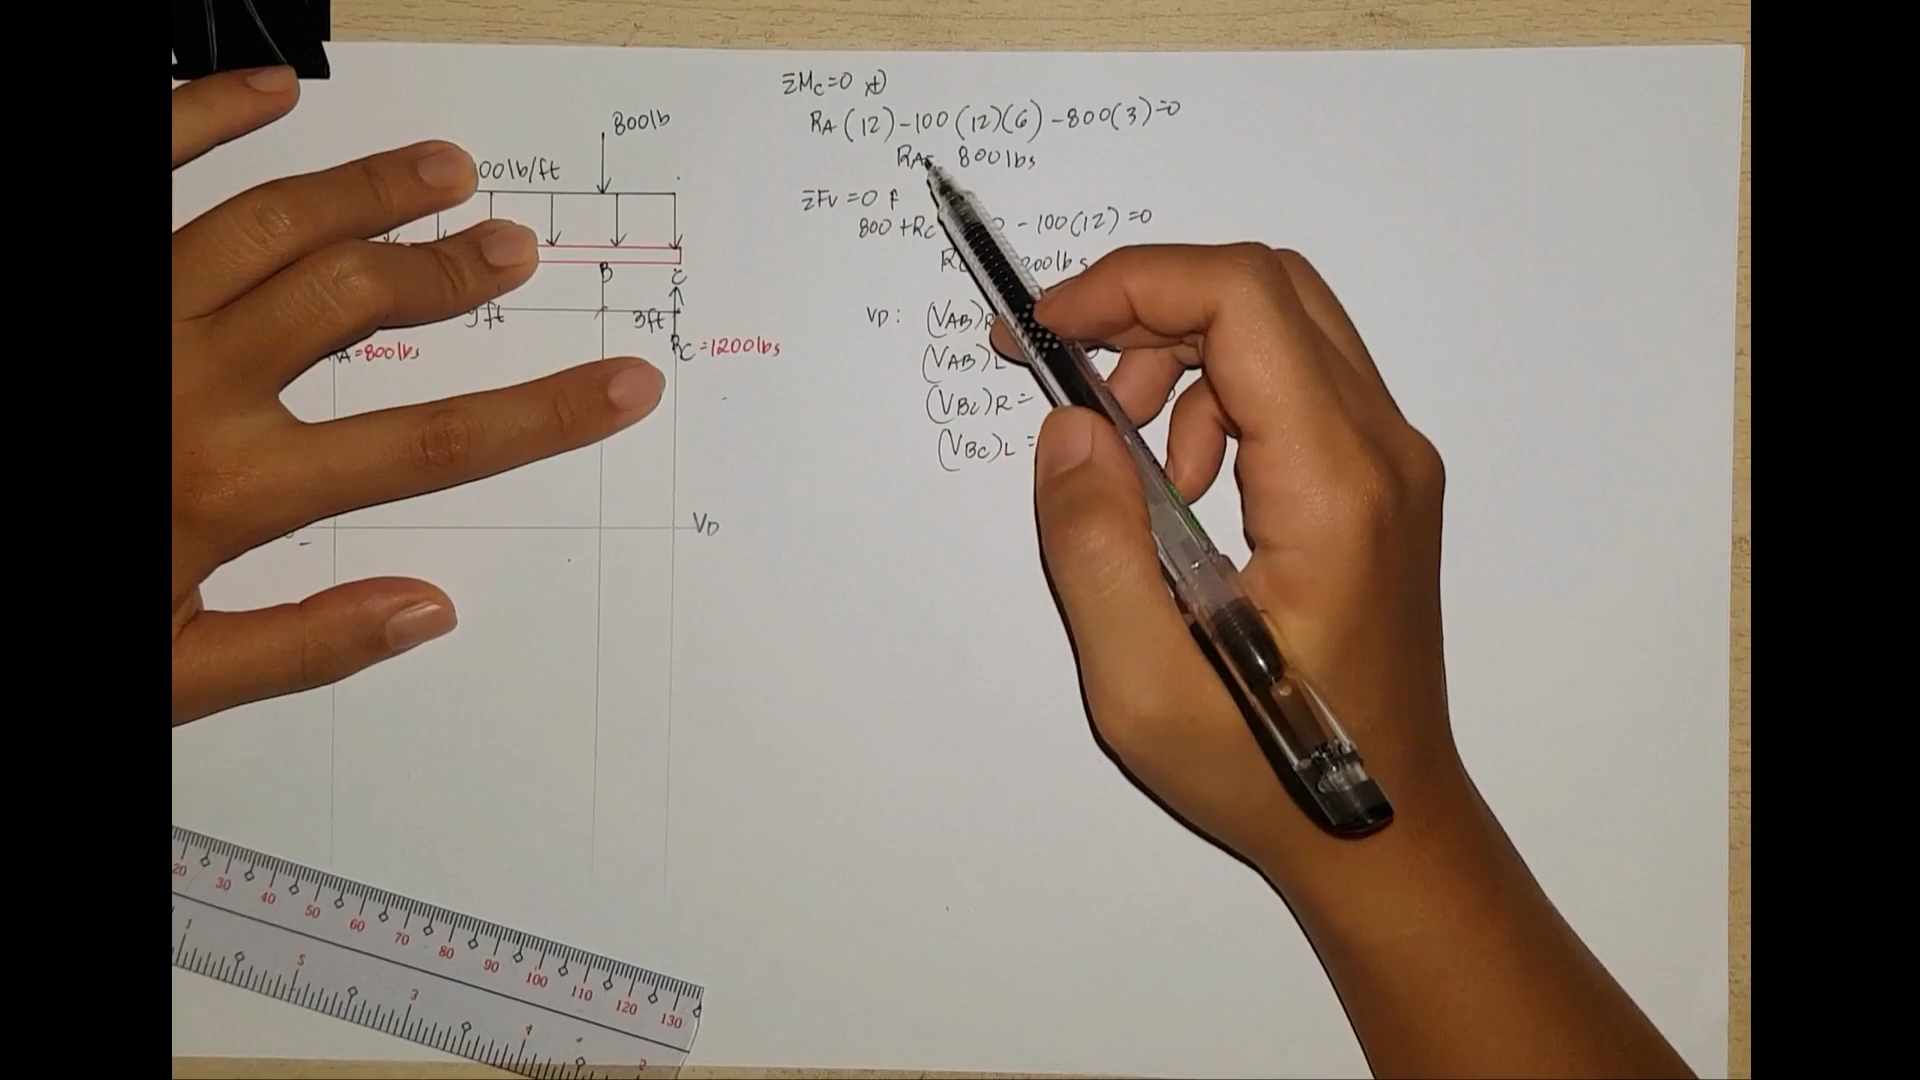 800lb
00lb/ft
B
C
9ft
3ft
RA=800lbs
RC=1200lbs
VD
ΣMC=0
RA(12)-100(12)(6)-800(3)=0
RA= 800lbs
ΣFV=0
800+RC - 100(12)=0
200lbs
VD: (VAB)R
(VAB)L
(VBC)R=
(VBC)L=
20 30 40 50 60 70 80 90 100 110 120 130